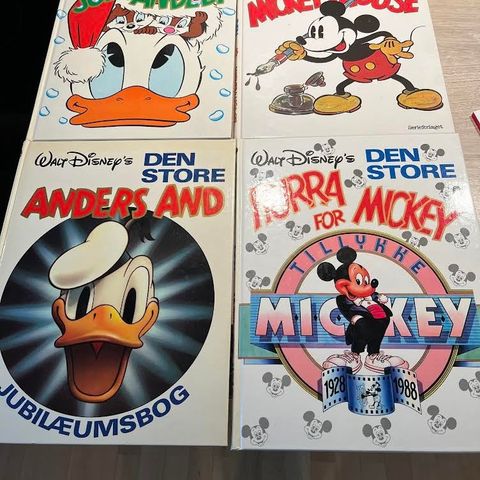 MICKEY MOUSE
Serieforlaget
WALT DISNEY'S DEN
STORE
ANDERS AND
JUBILÆUMSBOG
WALT DISNEY'S DEN
STORE
HURRA
FOR MICKEY
TILLYKKE
MICKEY
1928 1988